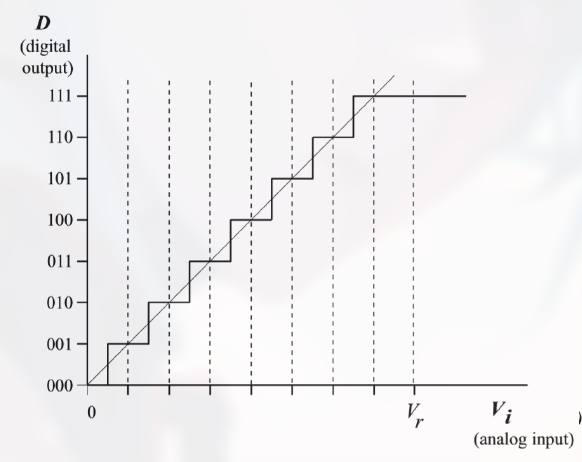 D
(digital
output)
111
110
101
100
011
010
001
000
0
Vr
Vi
(analog input)
)